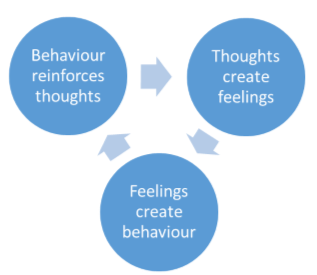 Behaviour
reinforces
thoughts
Thoughts
create
feelings
Feelings
create
behaviour